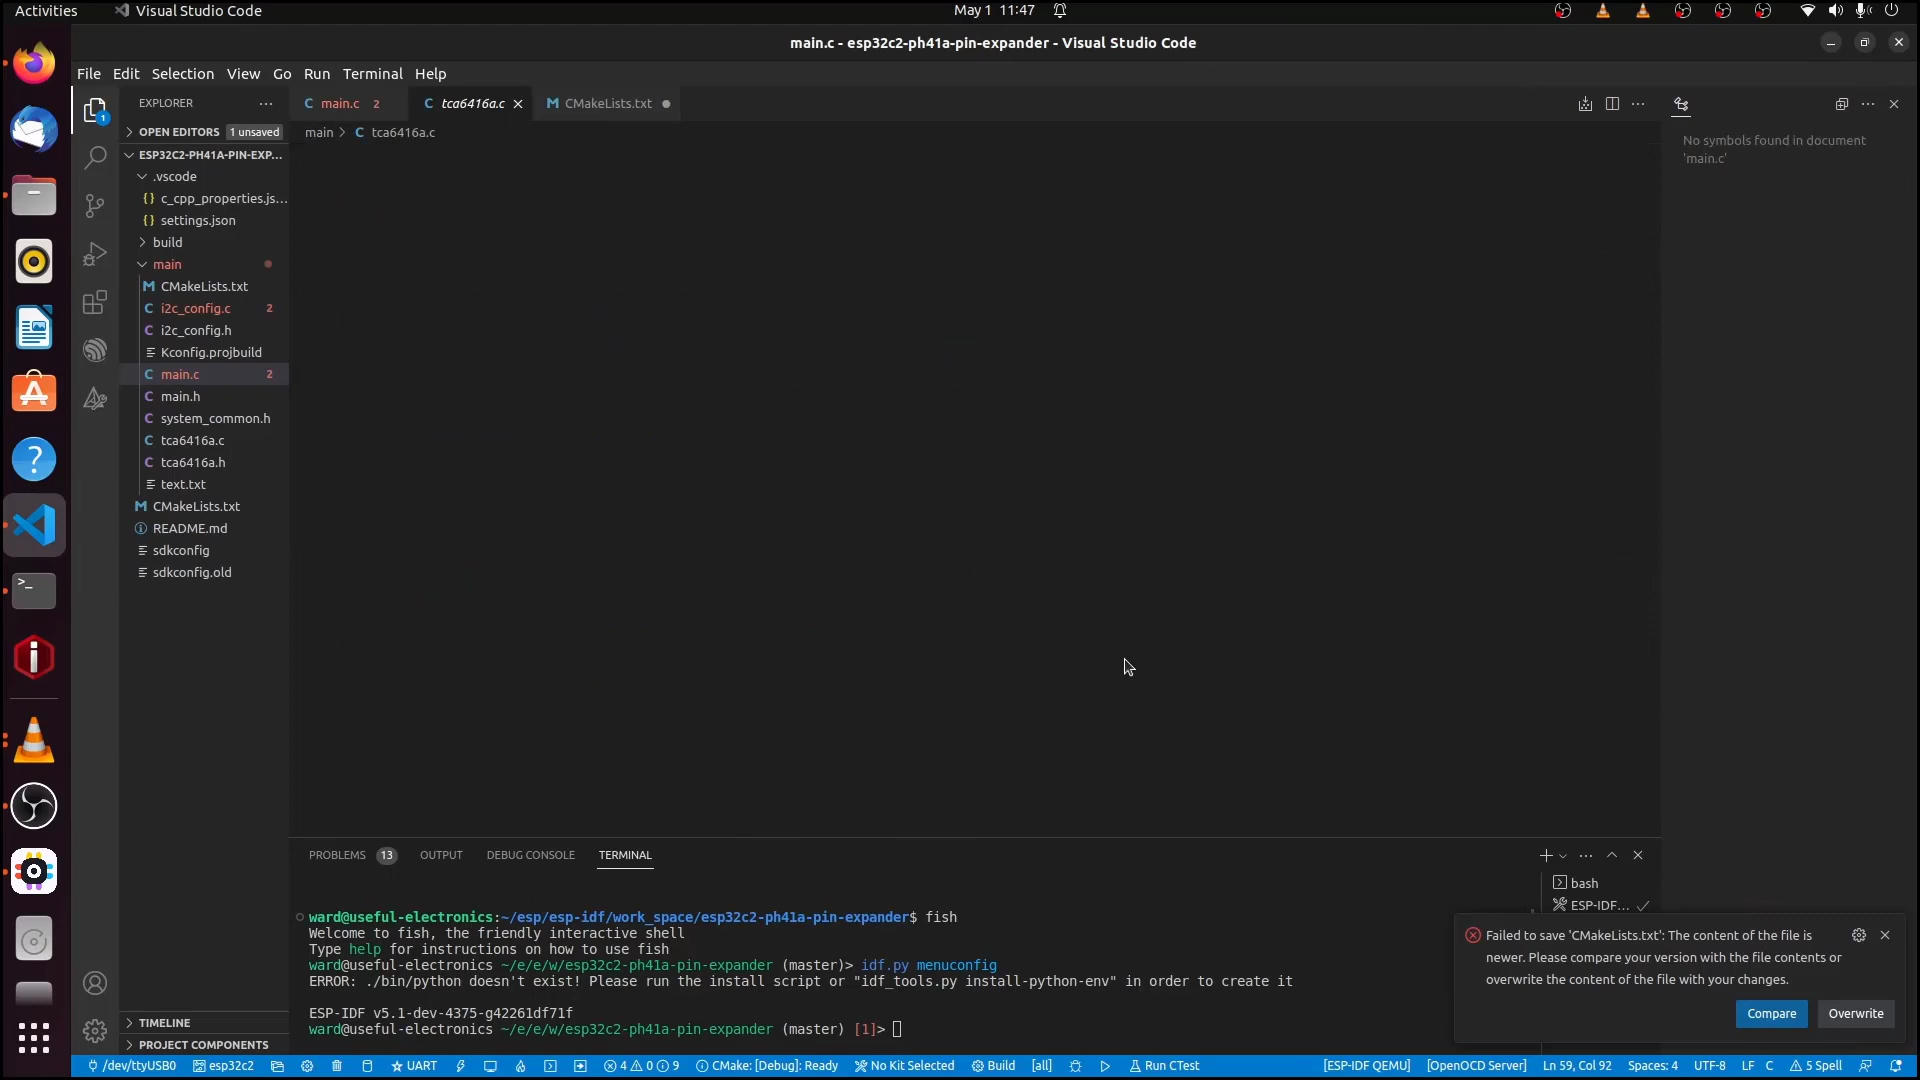 Activities
Visual Studio Code
May 1 11:47
main.c - esp32c2-ph41a-pin-expander - Visual Studio Code
File Edit Selection View Go Run Terminal Help
EXPLORER
main.c 2
tca6416a.c
CMakeLists.txt
OPEN EDITORS 1 unsaved
main > tca6416a.c
No symbols found in document
'main.c'
ESP32C2-PH41A-PIN-EXP...
.vscode
c_cpp_properties.js...
settings.json
build
main
CMakeLists.txt
i2c_config.c 2
i2c_config.h
Kconfig.projbuild
main.c 2
main.h
system_common.h
tca6416a.c
tca6416a.h
text.txt
CMakeLists.txt
README.md
sdkconfig
sdkconfig.old
PROBLEMS 13 OUTPUT DEBUG CONSOLE TERMINAL
bash
ESP-IDF...
ward@useful-electronics:~/esp/esp-idf/work_space/esp32c2-ph41a-pin-expander$ fish
Welcome to fish, the friendly interactive shell
Type help for instructions on how to use fish
ward@useful-electronics ~/e/e/w/esp32c2-ph41a-pin-expander (master)> idf.py menuconfig
ERROR: ./bin/python doesn't exist! Please run the install script or "idf_tools.py install-python-env" in order to create it
ESP-IDF v5.1-dev-4375-g42261df71f
ward@useful-electronics ~/e/e/w/esp32c2-ph41a-pin-expander (master) [1]>
Failed to save 'CMakeLists.txt': The content of the file is
newer. Please compare your version with the file contents or
overwrite the content of the file with your changes.
Compare Overwrite
TIMELINE
PROJECT COMPONENTS
/dev/ttyUSB0 esp32c2 UART 4 0 9 CMake: [Debug]: Ready No Kit Selected Build [all] Run CTest [ESP-IDF QEMU] [OpenOCD Server] Ln 59, Col 92 Spaces: 4 UTF-8 LF C 5 Spell